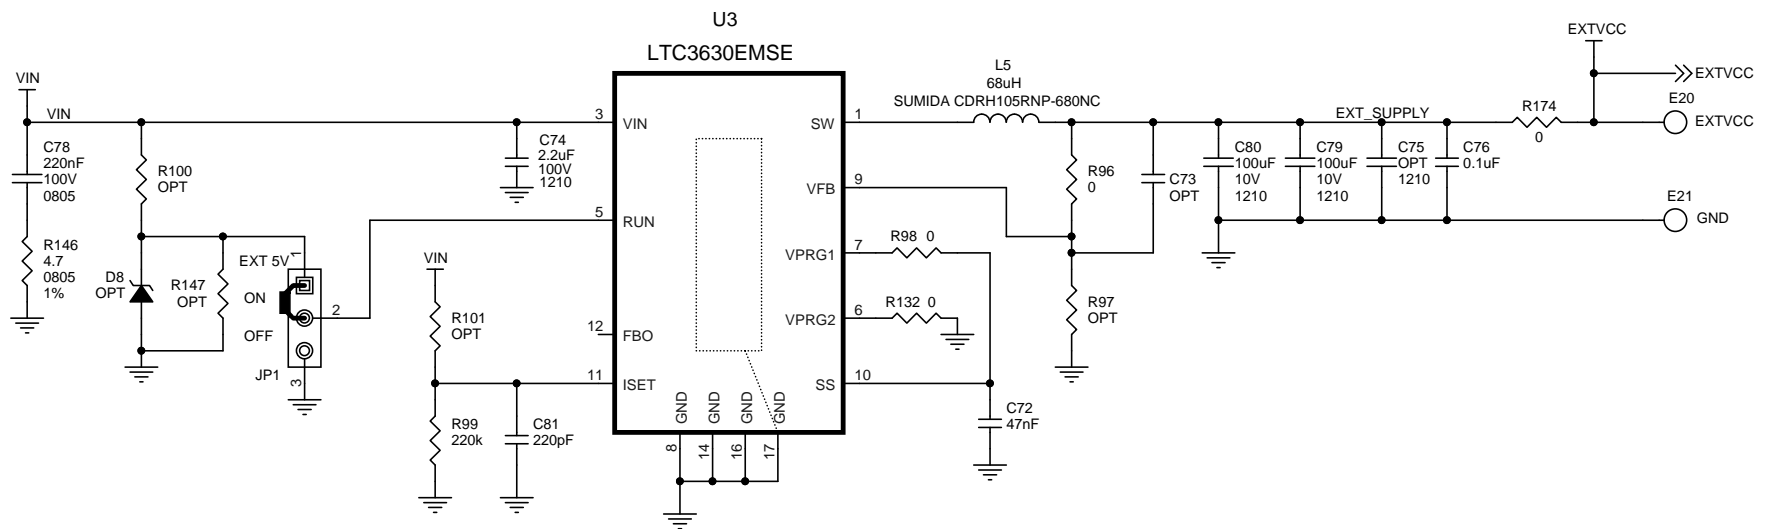 U3
LTC3630EMSE
VIN
VIN
C78
220nF
100V
0805
R146
4.7
0805
1%
R100
OPT
D8
OPT
R147
OPT
EXT 5V
ON
OFF
JP1
1
2
3
C74
2.2uF
100V
1210
VIN
R101
OPT
R99
220k
C81
220pF
3
VIN
5
RUN
12
FBO
11
ISET
GND
GND
GND
GND
8
14
16
17
SW
1
VFB
9
VPRG1
7
VPRG2
6
SS
10
L5
68uH
SUMIDA CDRH105RNP-680NC
R98 0
R132 0
C72
47nF
R96
0
R97
OPT
C73
OPT
C80
100uF
10V
1210
C79
100uF
10V
1210
EXT_SUPPLY
C75
OPT
1210
C76
0.1uF
R174
0
EXTVCC
EXTVCC
E20
EXTVCC
E21
GND